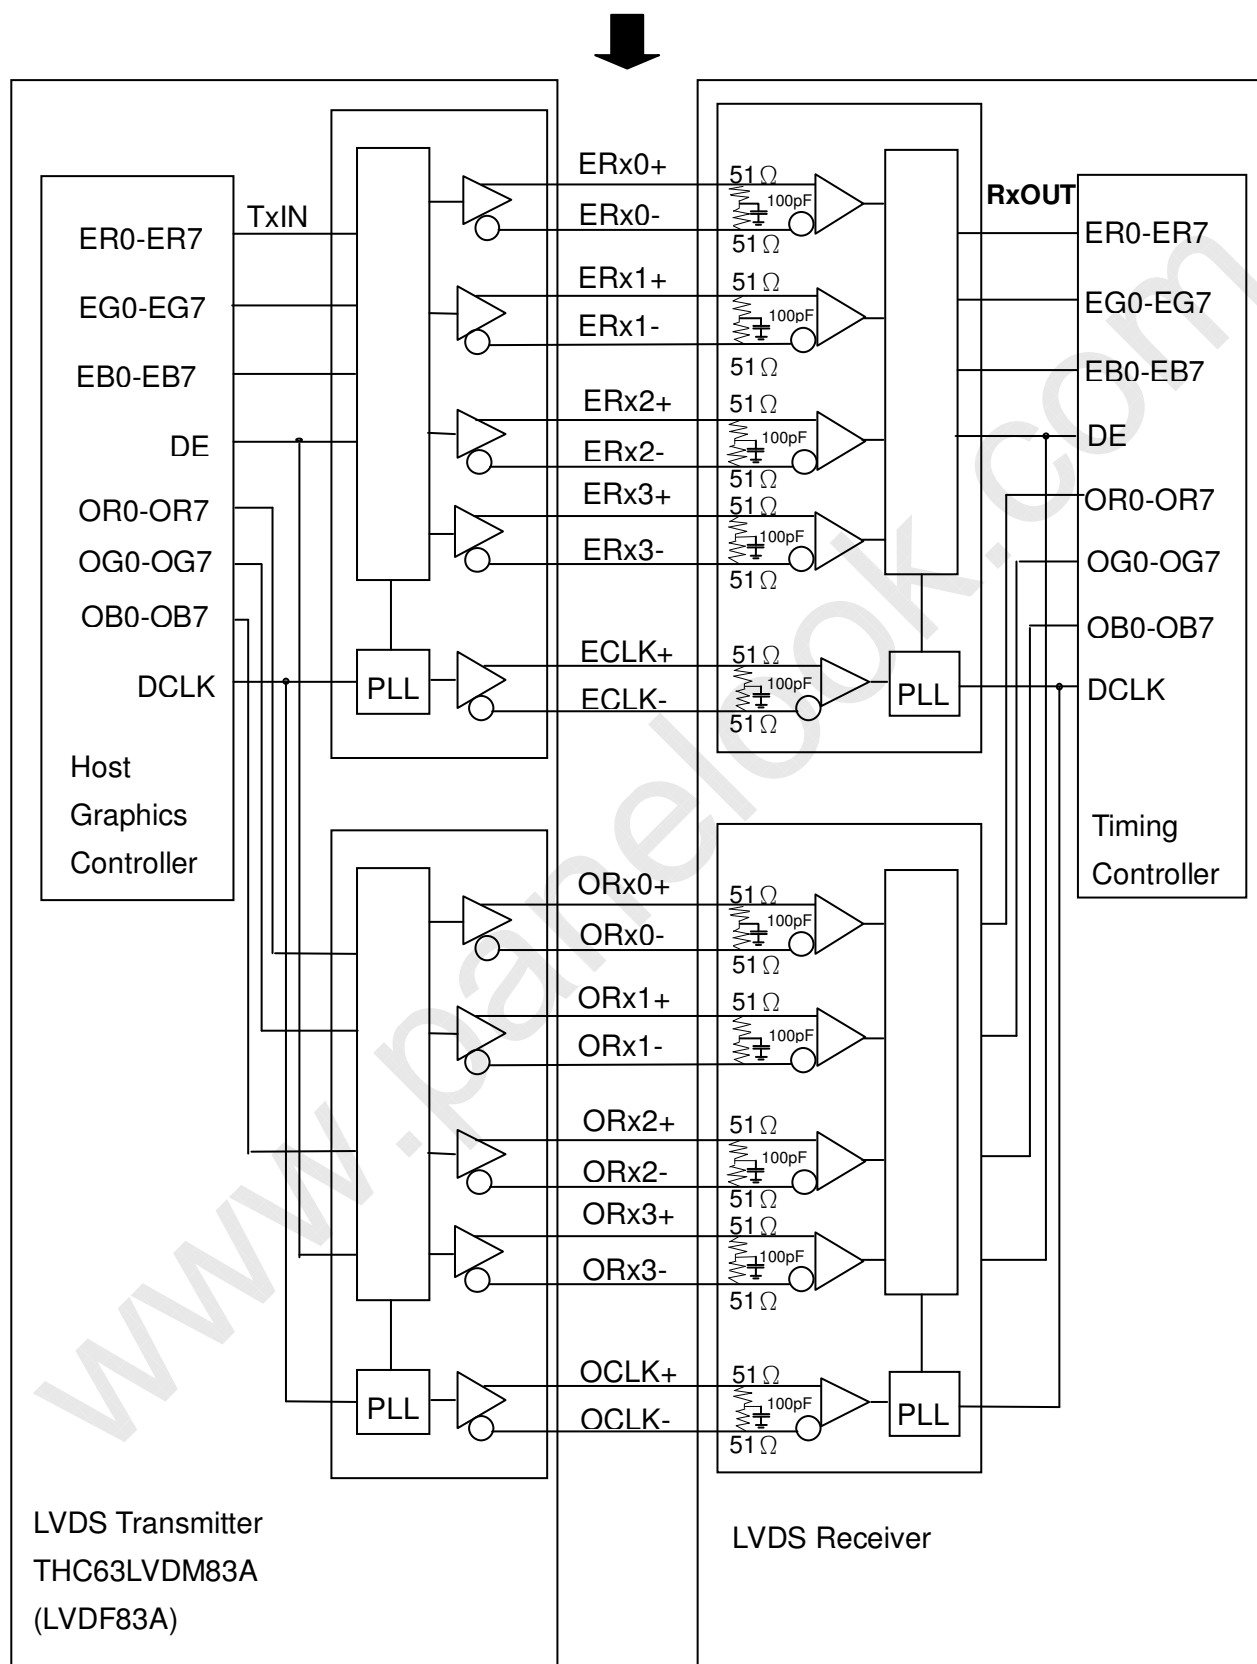 TxIN
ER0-ER7
EG0-EG7
EB0-EB7
DE
OR0-OR7
OG0-OG7
OB0-OB7
DCLK
Host
Graphics
Controller
PLL
ERx0+
ERx0-
ERx1+
ERx1-
ERx2+
ERx2-
ERx3+
ERx3-
ECLK+
ECLK-
51Ω
100pF
51Ω
51Ω
100pF
51Ω
51Ω
100pF
51Ω
51Ω
100pF
51Ω
51Ω
100pF
51Ω
PLL
RxOUT
ER0-ER7
EG0-EG7
EB0-EB7
DE
OR0-OR7
OG0-OG7
OB0-OB7
DCLK
Timing
Controller
PLL
ORx0+
ORx0-
ORx1+
ORx1-
ORx2+
ORx2-
ORx3+
ORx3-
OCLK+
OCLK-
51Ω
100pF
51Ω
51Ω
100pF
51Ω
51Ω
100pF
51Ω
51Ω
100pF
51Ω
51Ω
100pF
51Ω
PLL
LVDS Transmitter
THC63LVDM83A
(LVDF83A)
LVDS Receiver
www.panelook.com